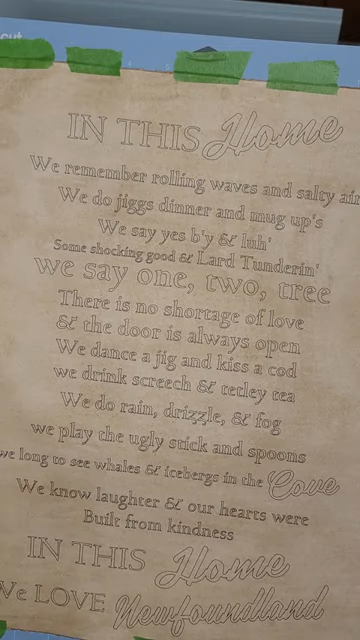 IN THIS Home
We remember rolling waves and salty air
We do jiggs dinner and mug up's
We say yes b'y & luh'
Some shocking good & Lard Tunderin'
we say one, two, tree
There is no shortage of love
& the door is always open
We dance a jig and kiss a cod
we drink screech & tetley tea
We do rain, drizzle, & fog
we play the ugly stick and spoons
we long to see whales & icebergs in the Cove
We know laughter & our hearts were
Built from kindness
IN THIS Home
We LOVE Newfoundland